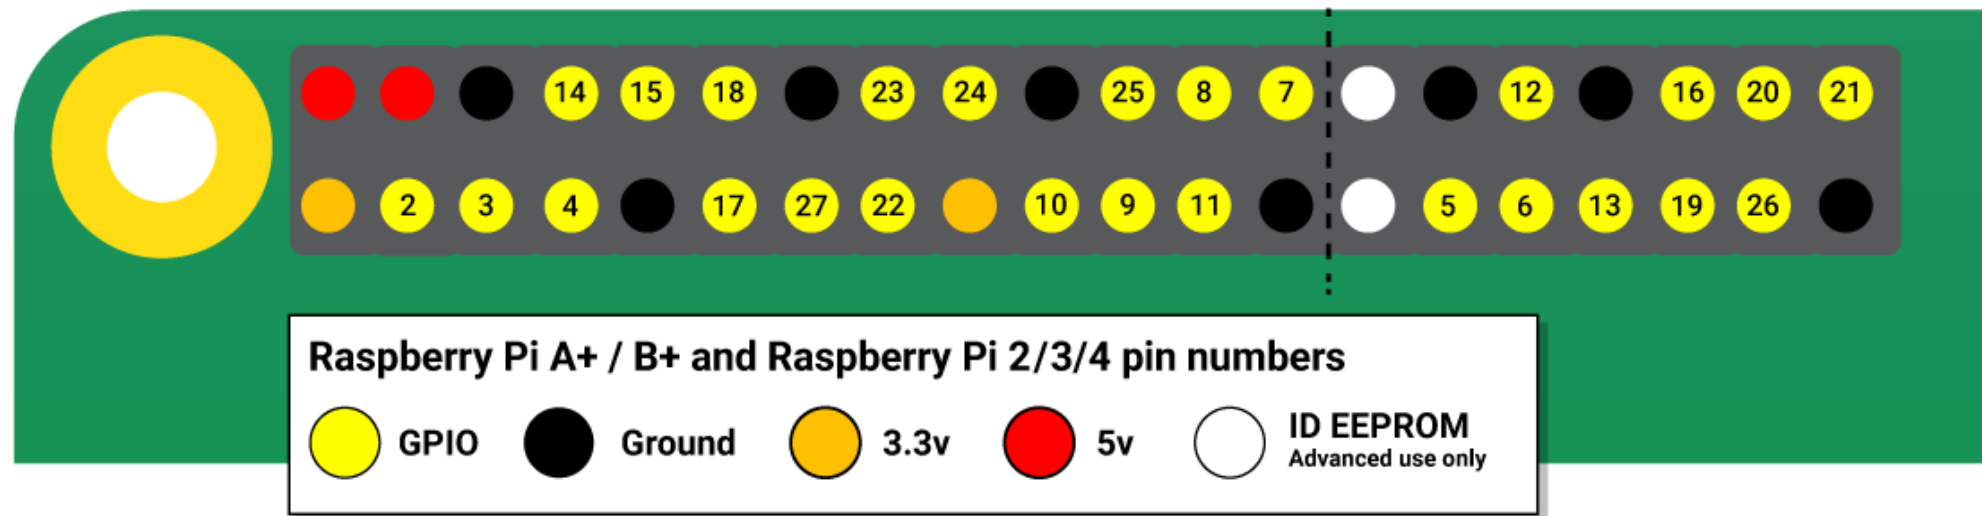 14 15 18 23 24 25 8 7 12 16 20 21
2 3 4 17 27 22 10 9 11 5 6 13 19 26
Raspberry Pi A+ / B+ and Raspberry Pi 2/3/4 pin numbers
GPIO Ground 3.3v 5v ID EEPROM
Advanced use only